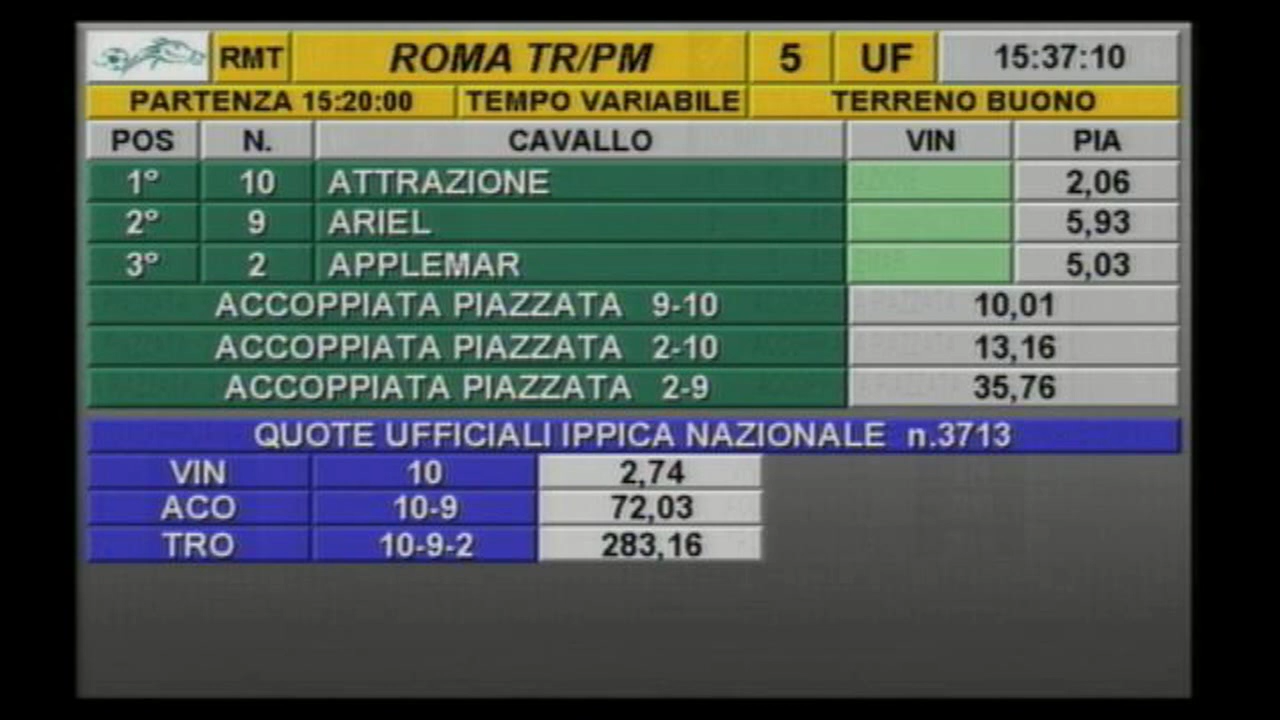 RMT ROMA TR/PM 5 UF 15:37:10
PARTENZA 15:20:00 TEMPO VARIABILE TERRENO BUONO
POS N. CAVALLO VIN PIA
1° 10 ATTRAZIONE 2,06
2° 9 ARIEL 5,93
3° 2 APPLEMAR 5,03
ACCOPPIATA PIAZZATA 9-10 10,01
ACCOPPIATA PIAZZATA 2-10 13,16
ACCOPPIATA PIAZZATA 2-9 35,76
QUOTE UFFICIALI IPPICA NAZIONALE n.3713
VIN 10 2,74
ACO 10-9 72,03
TRO 10-9-2 283,16